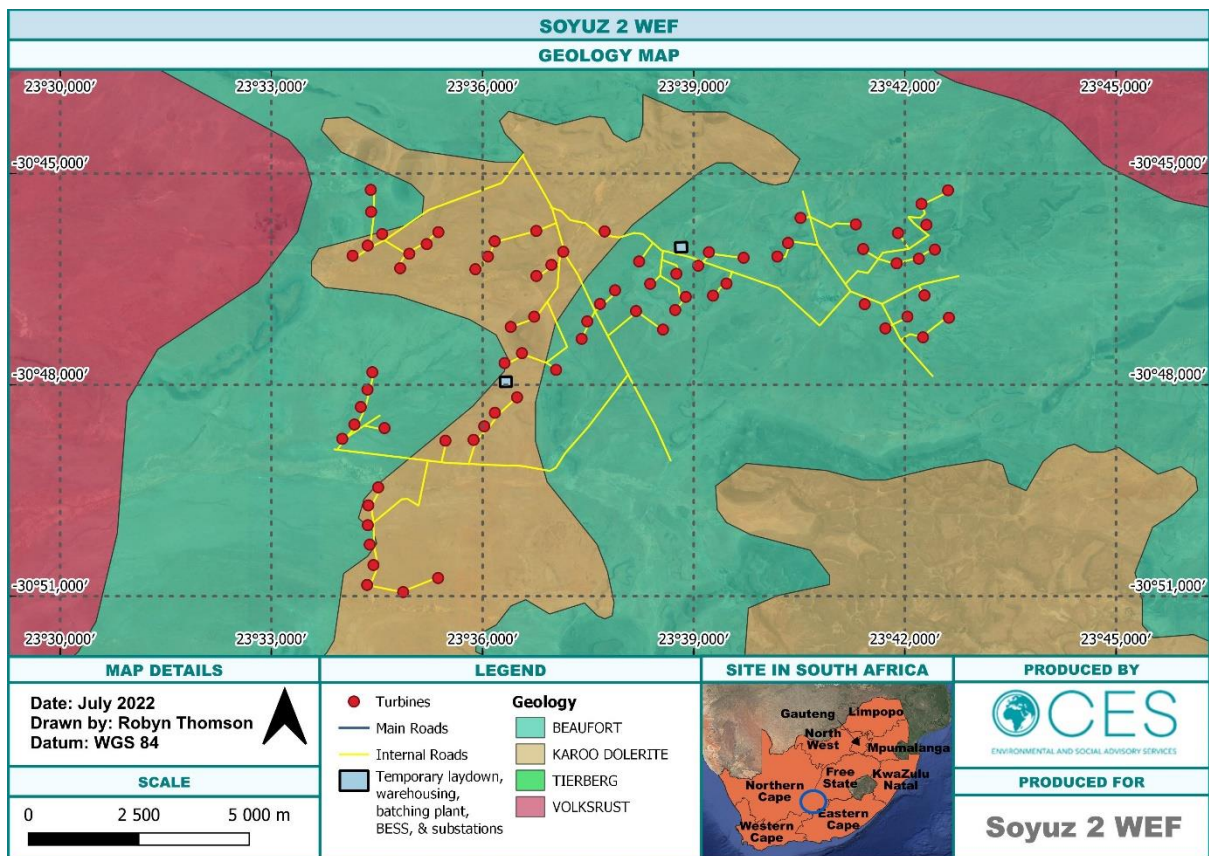 SOYUZ 2 WEF
GEOLOGY MAP
23°30,000′ 23°33,000′ 23°36,000′ 23°39,000′ 23°42,000′ 23°45,000′
-30°45,000′ -30°45,000′
-30°48,000′ -30°48,000′
-30°51,000′ -30°51,000′
23°30,000′ 23°33,000′ 23°36,000′ 23°39,000′ 23°42,000′ 23°45,000′
MAP DETAILS
Date: July 2022
Drawn by: Robyn Thomson
Datum: WGS 84
SCALE
0 2 500 5 000 m
LEGEND
Turbines
Main Roads
Internal Roads
Temporary laydown,
warehousing,
batching plant,
BESS, & substations
Geology
BEAUFORT
KAROO DOLERITE
TIERBERG
VOLKSRUST
SITE IN SOUTH AFRICA
Limpopo
Gauteng
North
West
Mpumalanga
Free
State
KwaZulu
Natal
Northern
Cape
Eastern
Cape
Western
Cape
PRODUCED BY
CES
ENVIRONMENTAL AND SOCIAL ADVISORY SERVICES
PRODUCED FOR
Soyuz 2 WEF